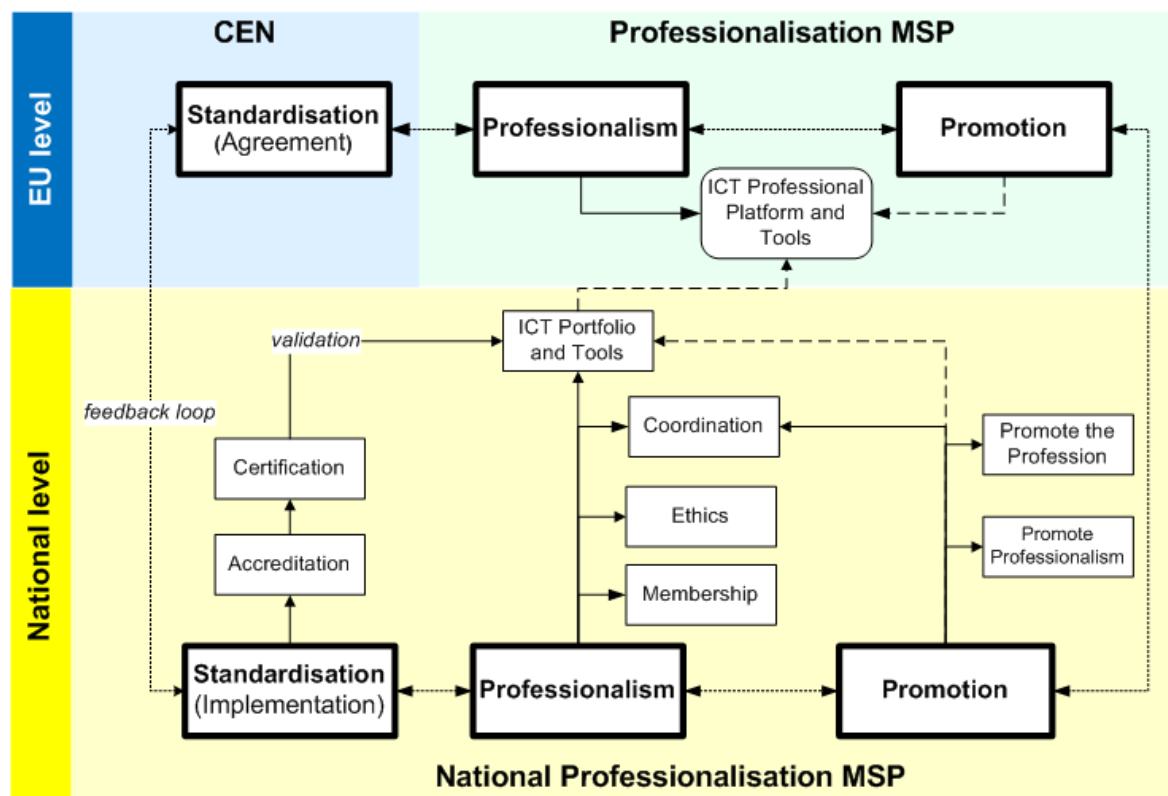 CEN
Professionalisation MSP
EU level
Standardisation
(Agreement)
Professionalism
Promotion
ICT Professional
Platform and
Tools
National level
validation
ICT Portfolio
and Tools
feedback loop
Coordination
Promote the
Profession
Certification
Ethics
Promote
Professionalism
Accreditation
Membership
Standardisation
(Implementation)
Professionalism
Promotion
National Professionalisation MSP